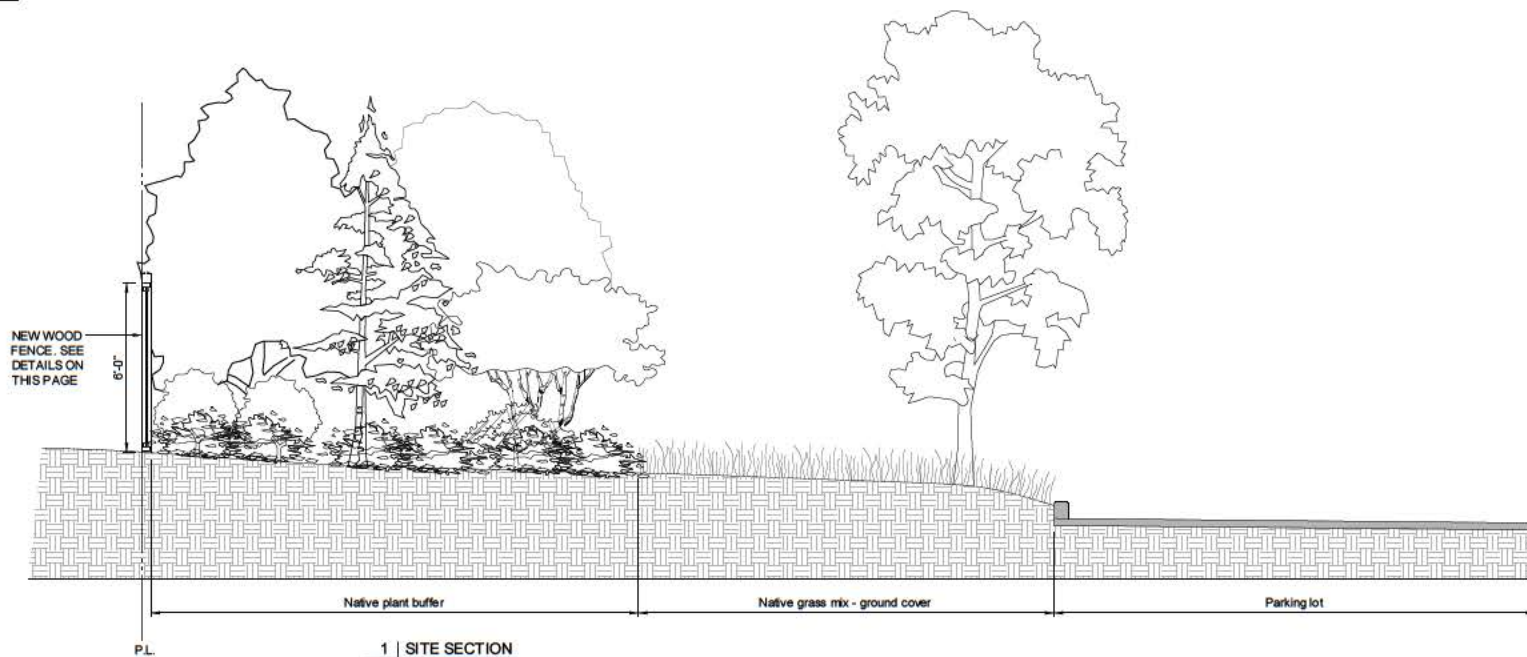 NEW WOOD
FENCE. SEE
DETAILS ON
THIS PAGE
6'-0"
Native plant buffer
Native grass mix - ground cover
Parking lot
P.L.
1 | SITE SECTION